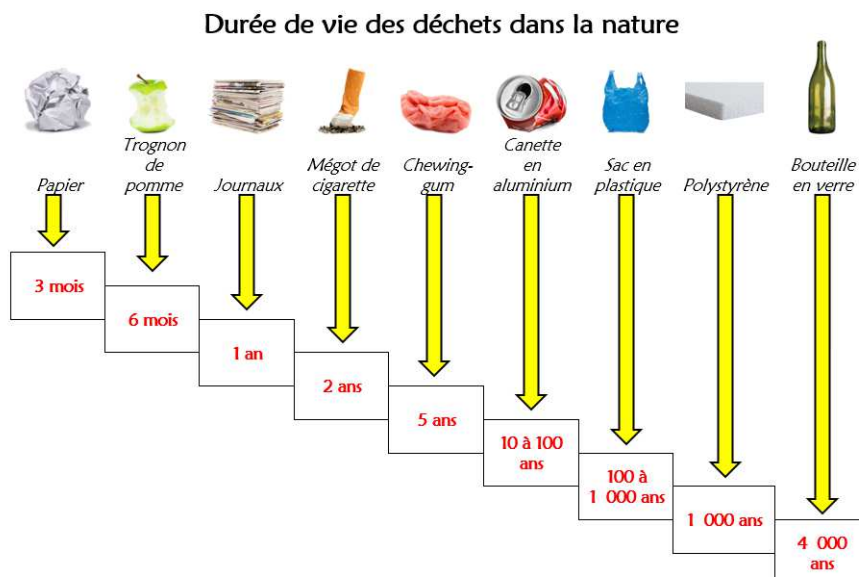 Durée de vie des déchets dans la nature
Papier
Trognon
de
pomme
Journaux
Mégot de
cigarette
Chewing-
gum
Canette
en
aluminium
Sac en
plastique
Polystyrène
Bouteille
en verre
3 mois
6 mois
1 an
2 ans
5 ans
10 à 100
ans
100 à
1 000 ans
1 000 ans
4 000
ans